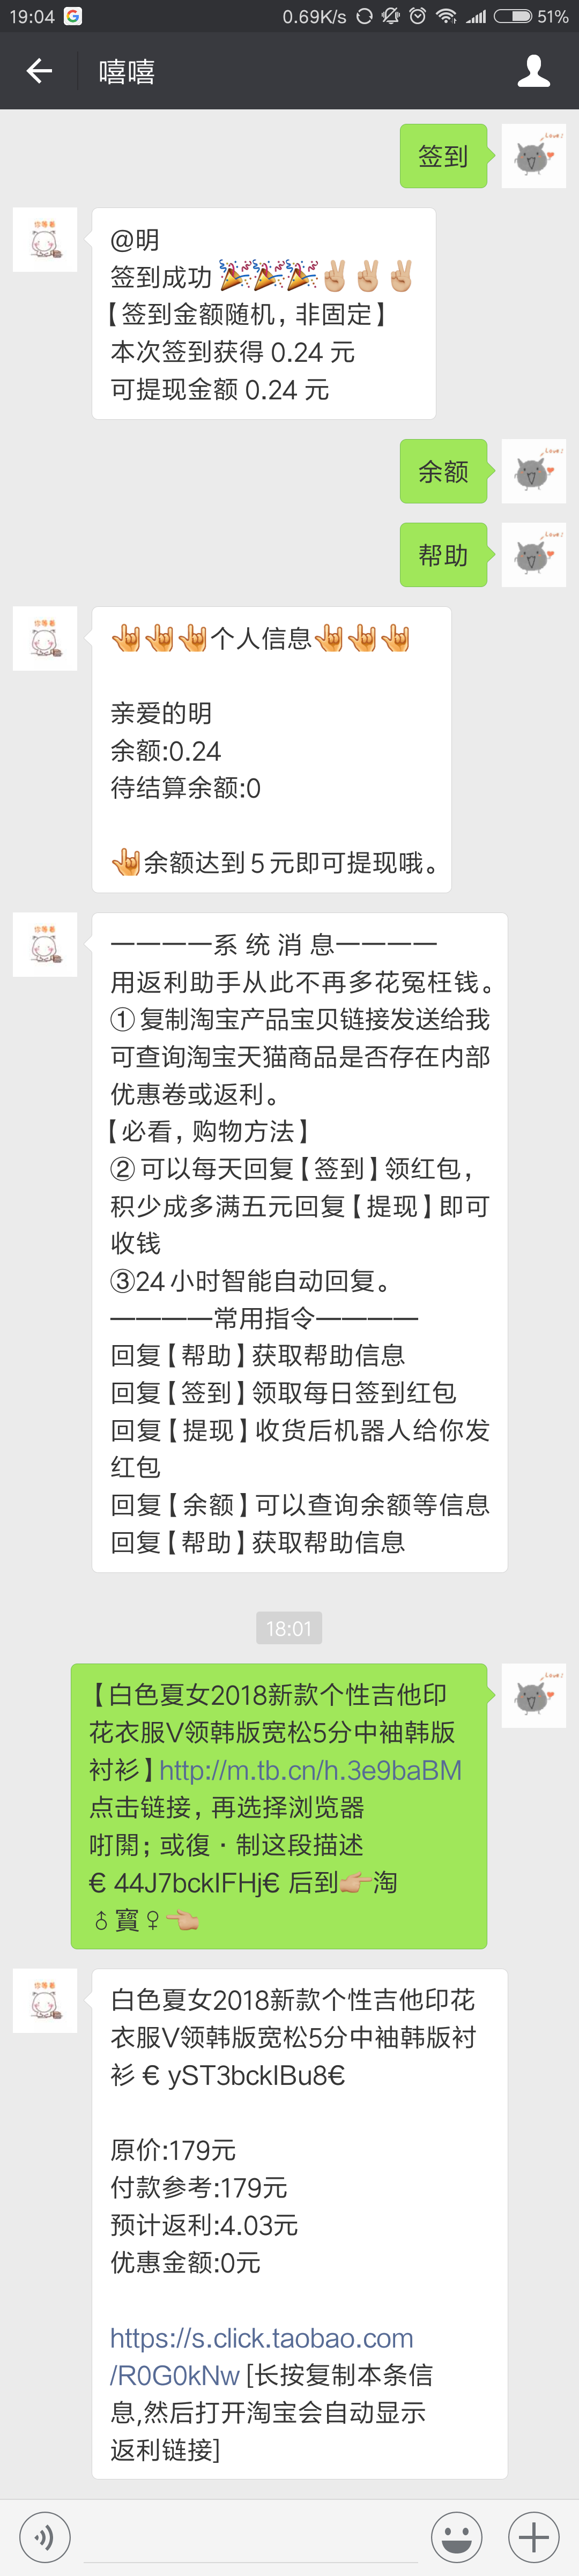 19:04
0.69K/s
51%
嘻嘻
签到
@明
签到成功 🎉🎉🎉✌🏼✌🏼✌🏼
【签到金额随机，非固定】
本次签到获得 0.24 元
可提现金额 0.24 元
余额
帮助
🤟个人信息🤟
亲爱的明
余额:0.24
待结算余额:0
余额达到 5 元即可提现哦。
————系 统 消 息————
用返利助手从此不再多花冤枉钱。
① 复制淘宝产品宝贝链接发送给我
可查询淘宝天猫商品是否存在内部
优惠卷或返利。
【必看，购物方法】
② 可以每天回复【签到】领红包，
积少成多满五元回复【提现】即可
收钱
③24 小时智能自动回复。
————常用指令————
回复【帮助】获取帮助信息
回复【签到】领取每日签到红包
回复【提现】收货后机器人给你发
红包
回复【余额】可以查询余额等信息
回复【帮助】获取帮助信息
18:01
【白色夏女2018新款个性吉他印
花衣服V领韩版宽松5分中袖韩版
衬衫】http://m.tb.cn/h.3e9baBM
点击链接，再选择浏览器
咑閞；或復·制这段描述
€ 44J7bcklFHj€ 后到👉🏼淘
♂寳♀👈🏼
白色夏女2018新款个性吉他印花
衣服V领韩版宽松5分中袖韩版衬
衫 € yST3bcklBu8€
原价:179元
付款参考:179元
预计返利:4.03元
优惠金额:0元
https://s.click.taobao.com
/R0G0kNw [长按复制本条信
息,然后打开淘宝会自动显示
返利链接]